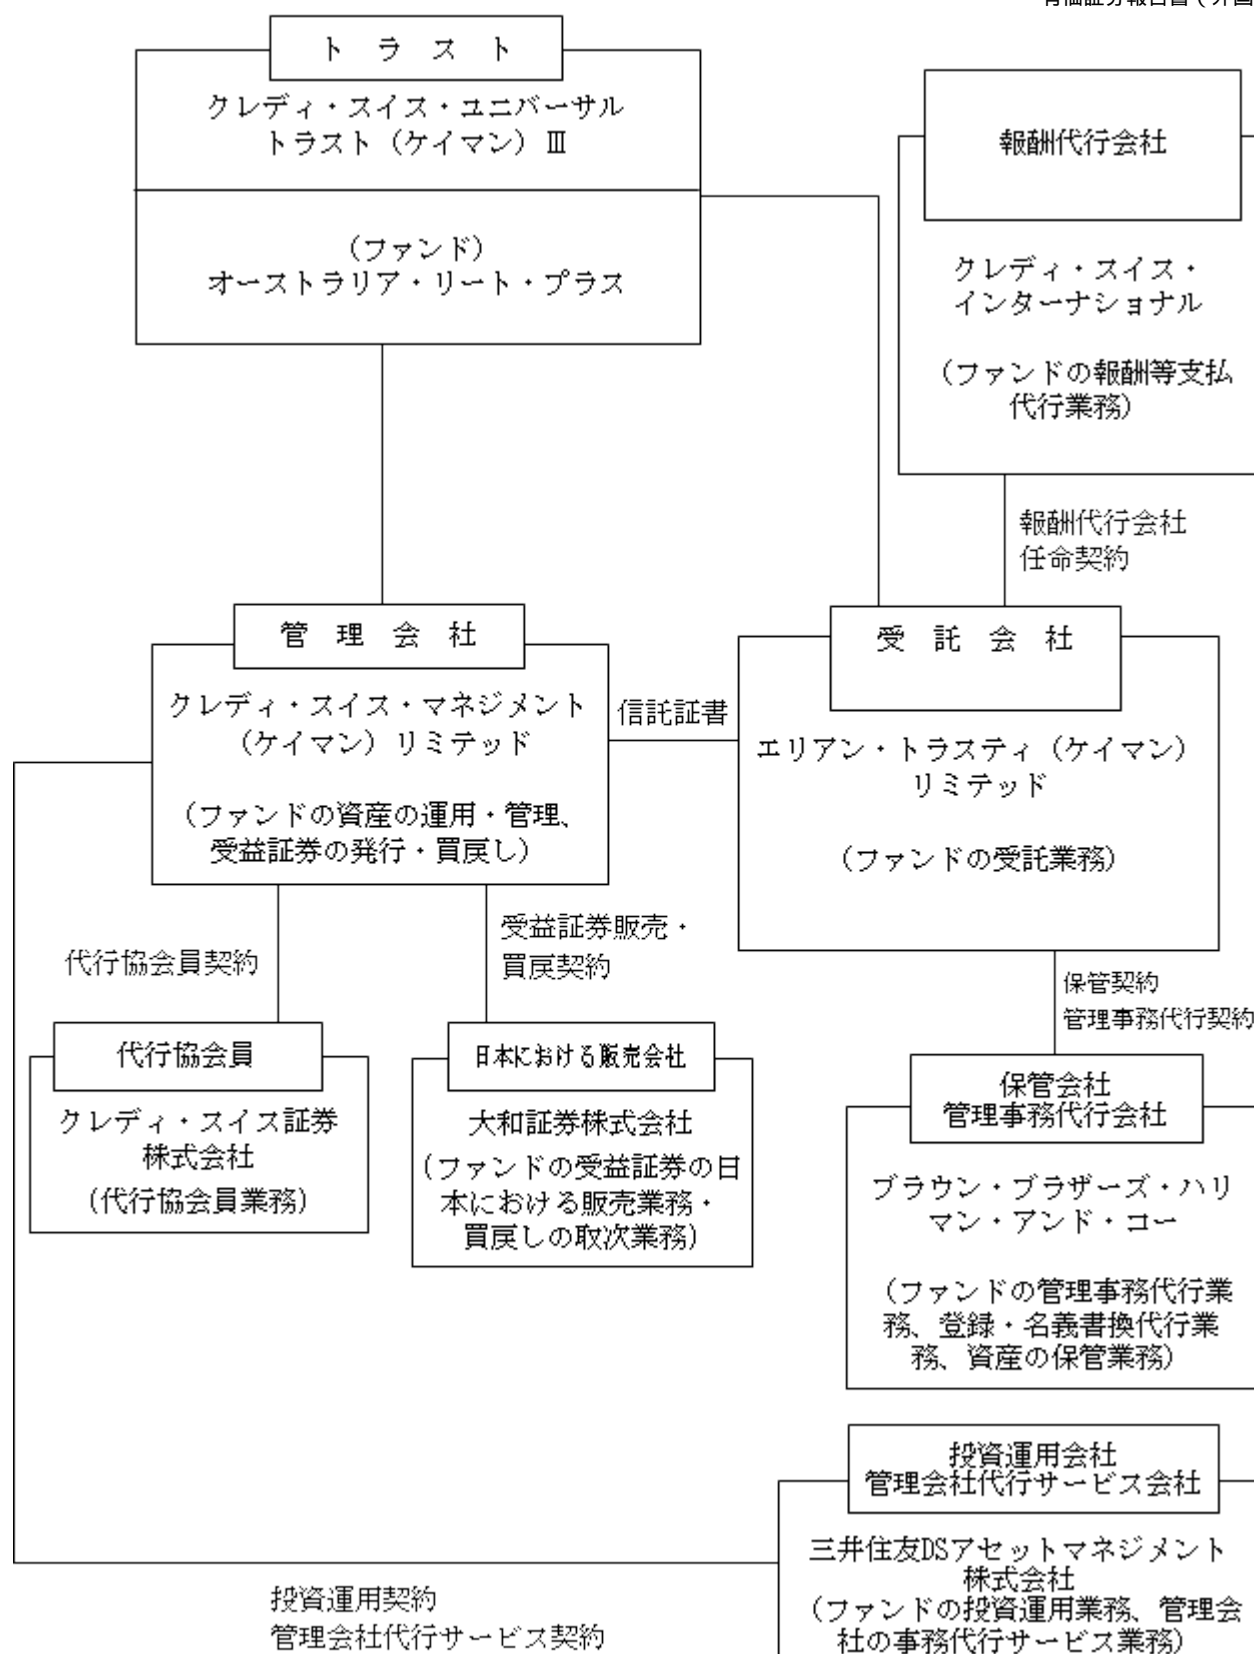 ト ラ ス ト
クレディ・スイス・ユニバーサル
トラスト（ケイマン）Ⅲ
（ファンド）
オーストラリア・リート・プラス
報酬代行会社
クレディ・スイス・
インターナショナル
（ファンドの報酬等支払
代行業務）
報酬代行会社
任命契約
管 理 会 社
クレディ・スイス・マネジメント
（ケイマン）リミテッド
（ファンドの資産の運用・管理、
受益証券の発行・買戻し）
信託証書
受 託 会 社
エリアン・トラスティ（ケイマン）
リミテッド
（ファンドの受託業務）
代行協会員契約
受益証券販売・
買戻契約
保管契約
管理事務代行契約
代行協会員
クレディ・スイス証券
株式会社
（代行協会員業務）
日本における販売会社
大和証券株式会社
（ファンドの受益証券の日
本における販売業務・
買戻しの取次業務）
保管会社
管理事務代行会社
ブラウン・ブラザーズ・ハリ
マン・アンド・コー
（ファンドの管理事務代行業
務、登録・名義書換代行業
務、資産の保管業務）
投資運用会社
管理会社代行サービス会社
三井住友DSアセットマネジメント
株式会社
（ファンドの投資運用業務、管理会
社の事務代行サービス業務）
投資運用契約
管理会社代行サービス契約